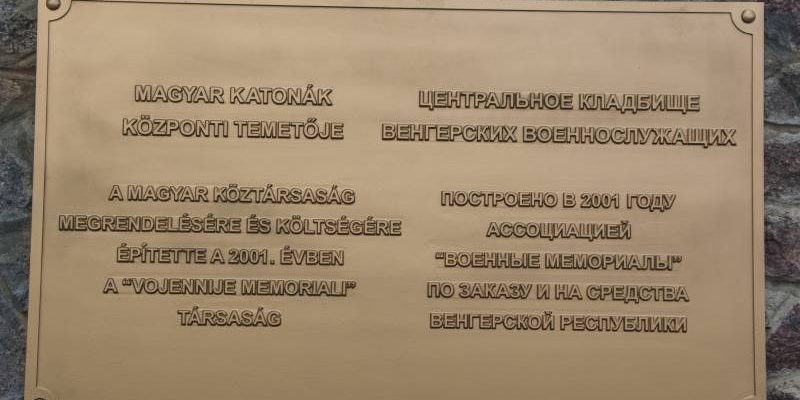 MAGYAR KATONÁK
KÖZPONTI TEMETŐJE
A MAGYAR KÖZTÁRSASÁG
MEGRENDELÉSÉRE ÉS KÖLTSÉGÉRE
ÉPÍTETTE A 2001. ÉVBEN
A “VOJENNIJE MEMORIALI”
TÁRSASÁG
ЦЕНТРАЛЬНОЕ КЛАДБИЩЕ
ВЕНГЕРСКИХ ВОЕННОСЛУЖАЩИХ
ПОСТРОЕНО В 2001 ГОДУ
АССОЦИАЦИЕЙ
“ВОЕННЫЕ МЕМОРИАЛЫ”
ПО ЗАКАЗУ И НА СРЕДСТВА
ВЕНГЕРСКОЙ РЕСПУБЛИКИ